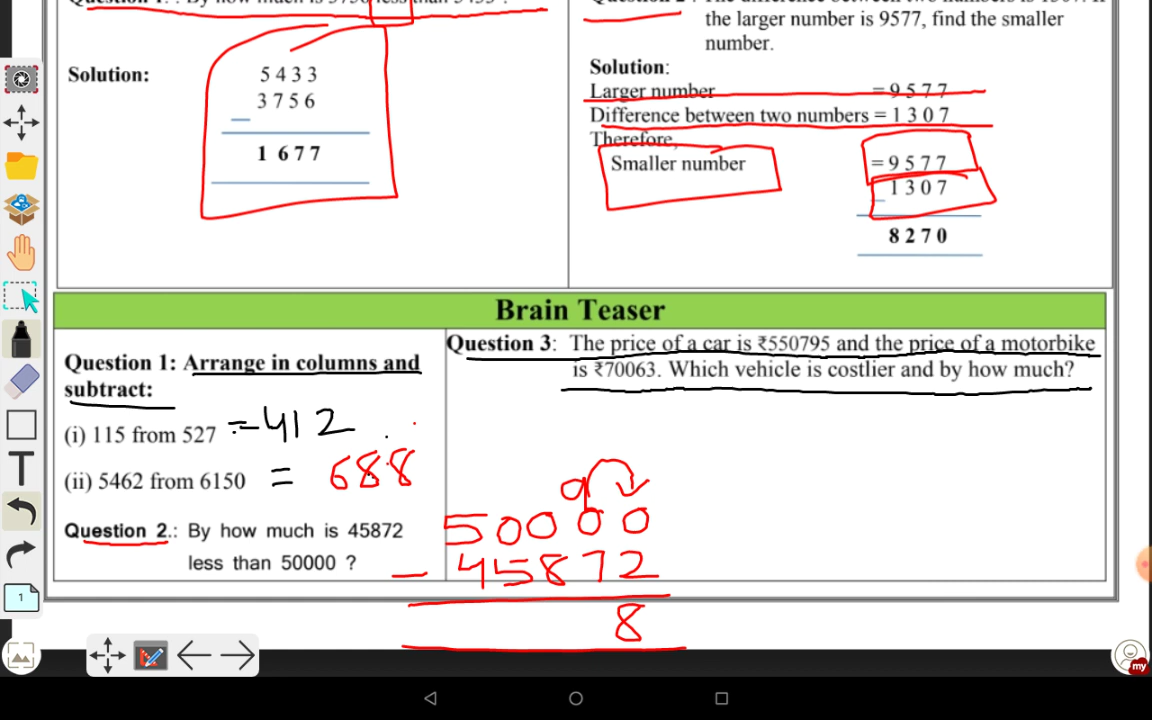 Solution:
5 4 3 3
3 7 5 6
1 6 7 7
the larger number is 9577, find the smaller
number.
Solution:
Larger number = 9 5 7 7
Difference between two numbers = 1 3 0 7
Therefore,
Smaller number = 9 5 7 7
1 3 0 7
8 2 7 0
Brain Teaser
Question 1: Arrange in columns and
subtract:
(i) 115 from 527 = 412
(ii) 5462 from 6150 = 688
Question 2.: By how much is 45872
less than 50000 ?
Question 3: The price of a car is ₹550795 and the price of a motorbike
is ₹70063. Which vehicle is costlier and by how much?
9
50000
- 45872
8
T
1
my